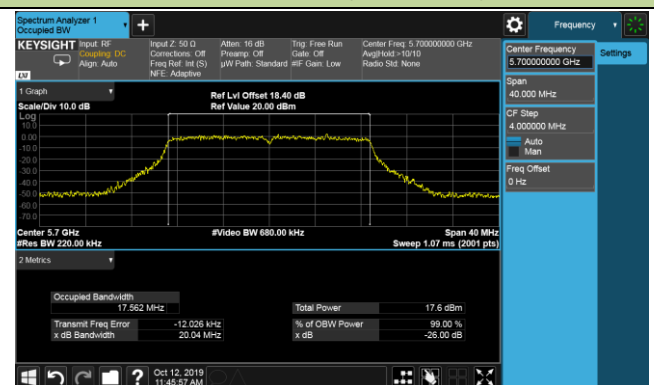 Spectrum Analyzer 1
Occupied BW
+
Frequency
KEYSIGHT
Input: RF
Coupling: DC
Align: Auto
LXI
Input Z: 50 Ω
Corrections: Off
Freq Ref: Int (S)
NFE: Adaptive
Atten: 16 dB
Preamp: Off
µW Path: Standard
Trig: Free Run
Gate: Off
#IF Gain: Low
Center Freq: 5.700000000 GHz
Avg|Hold:>10/10
Radio Std: None
Center Frequency
5.700000000 GHz
Settings
Span
40.000 MHz
CF Step
4.000000 MHz
Auto
Man
Freq Offset
0 Hz
1 Graph
Scale/Div 10.0 dB
Ref Lvl Offset 18.40 dB
Ref Value 20.00 dBm
Log
10.0
0.00
-10.0
-20.0
-30.0
-40.0
-50.0
-60.0
-70.0
Center 5.7 GHz
#Video BW 680.00 kHz
Span 40 MHz
#Res BW 220.00 kHz
Sweep 1.07 ms (2001 pts)
2 Metrics
Occupied Bandwidth
17.562 MHz
Total Power 17.6 dBm
Transmit Freq Error -12.026 kHz
% of OBW Power 99.00 %
x dB Bandwidth 20.04 MHz
x dB -26.00 dB
?
Oct 12, 2019
11:45:57 AM